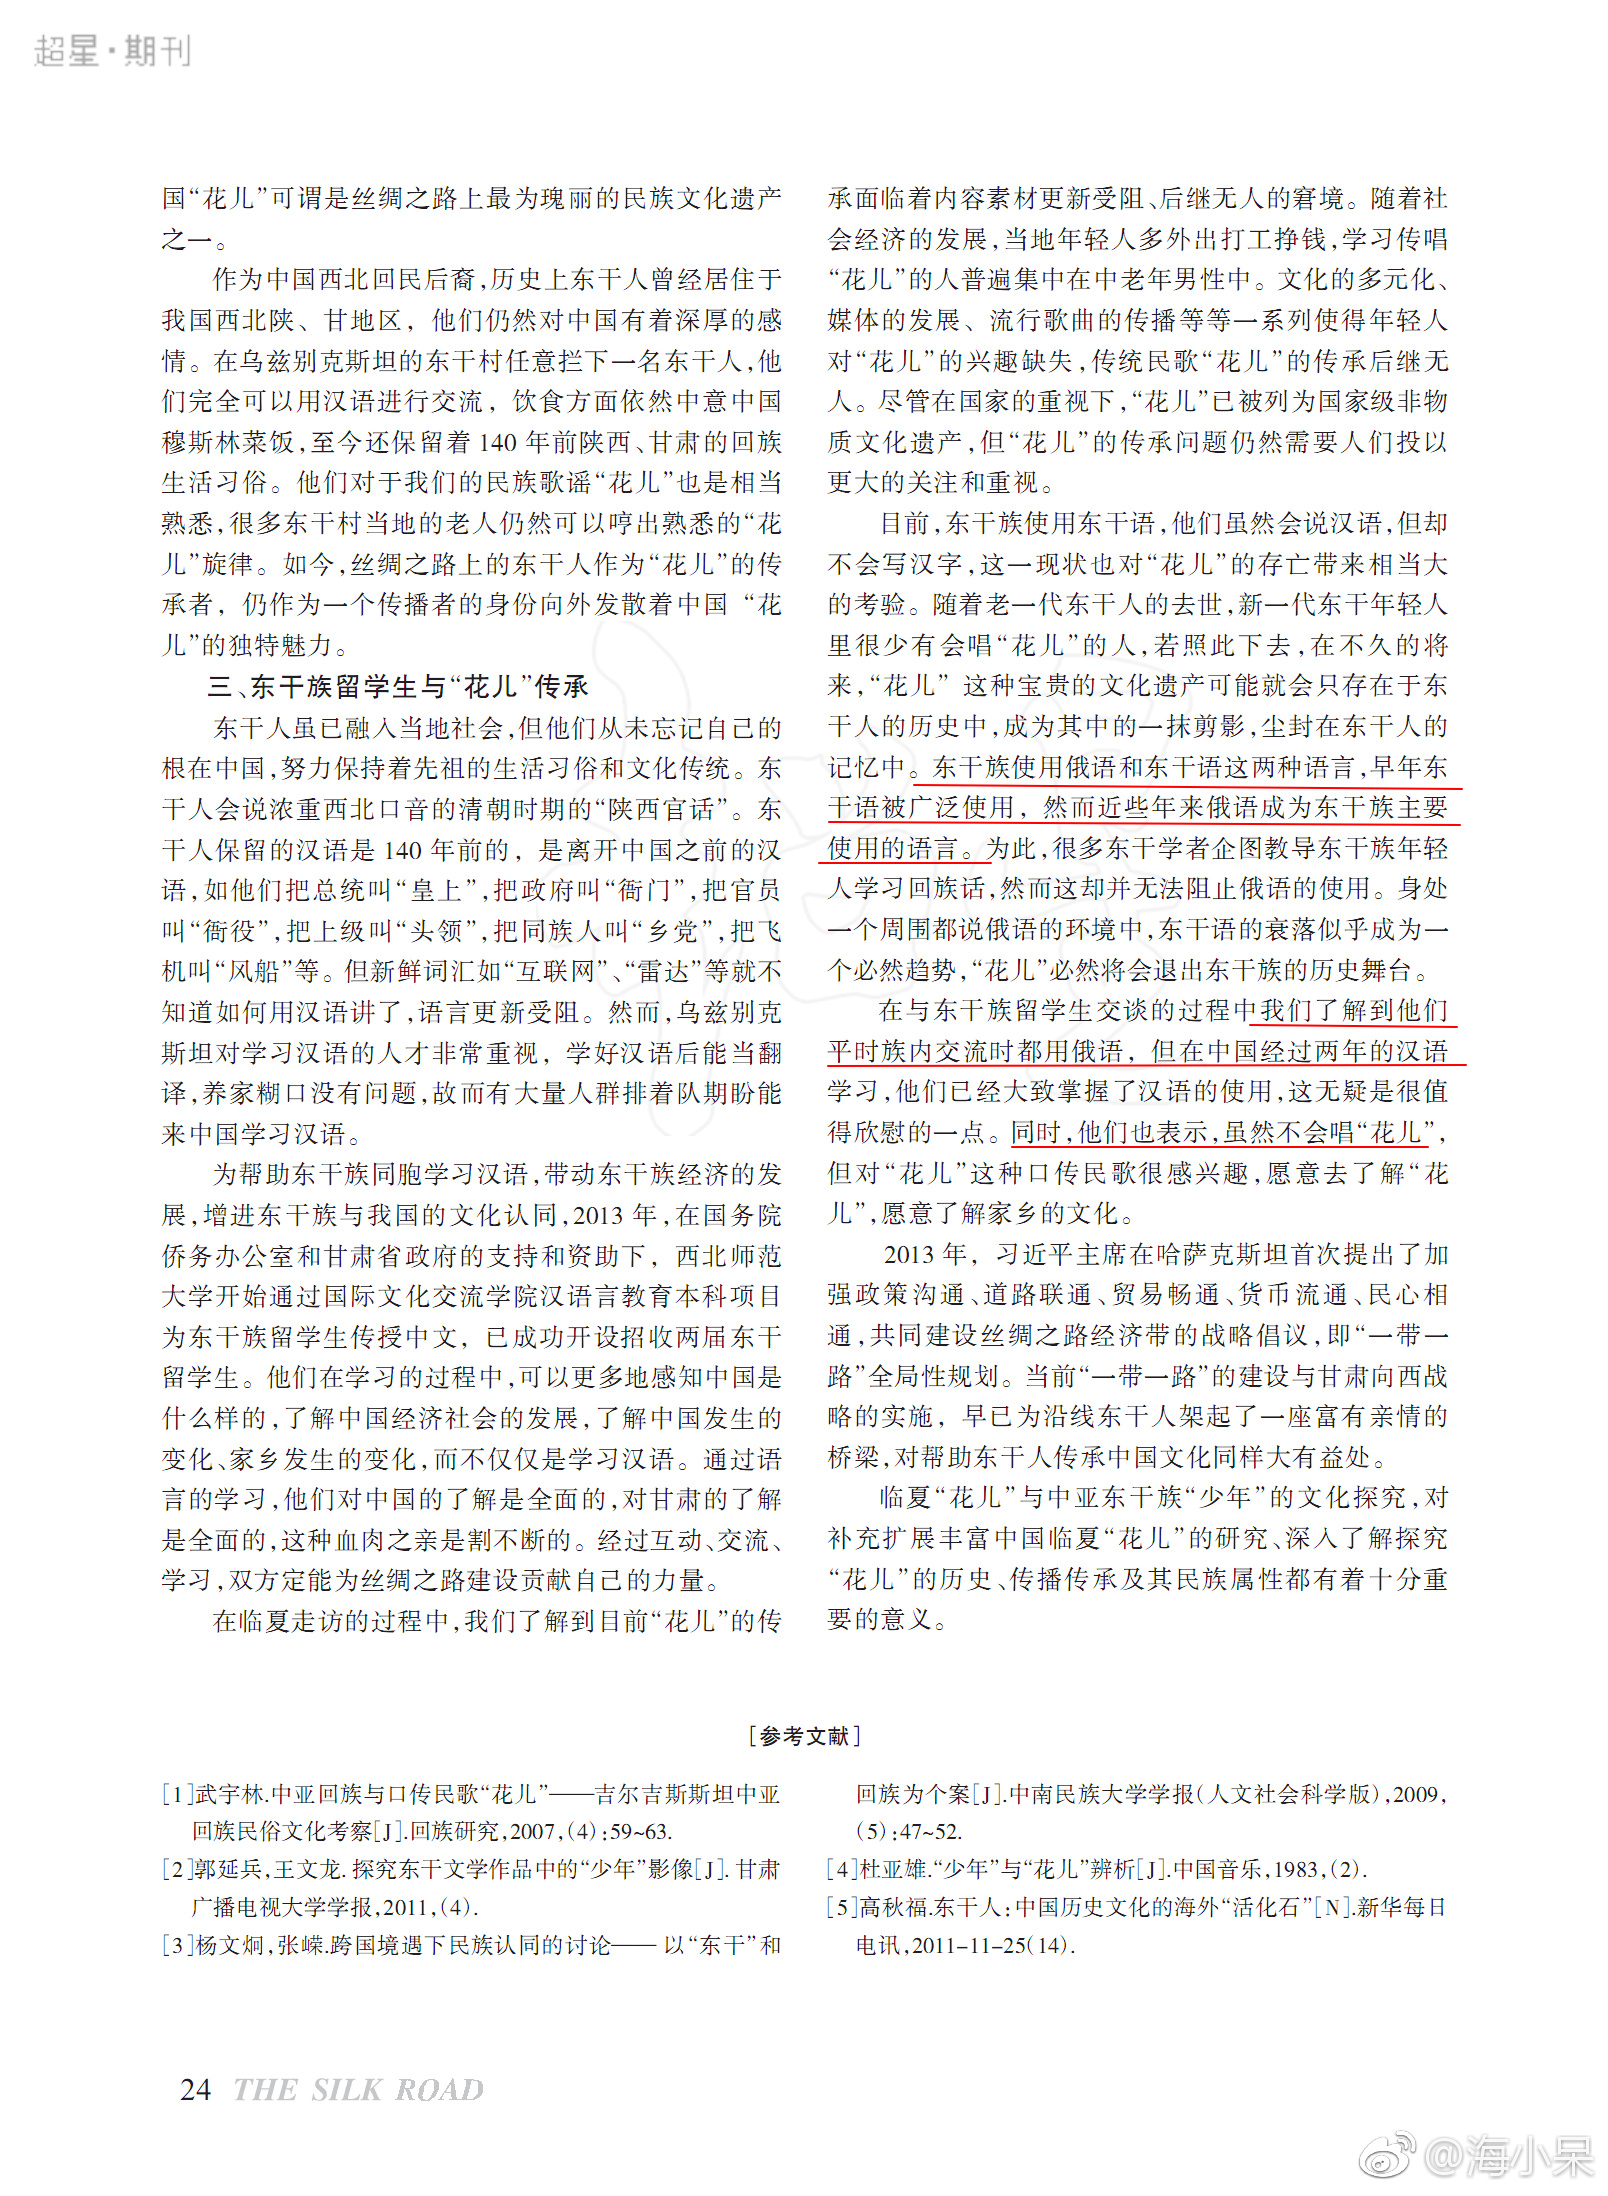 超星·期刊
国“花儿”可谓是丝绸之路上最为瑰丽的民族文化遗产
之一。
作为中国西北回民后裔,历史上东干人曾经居住于
我国西北陕、甘地区，他们仍然对中国有着深厚的感
情。在乌兹别克斯坦的东干村任意拦下一名东干人,他
们完全可以用汉语进行交流，饮食方面依然中意中国
穆斯林菜饭,至今还保留着 140 年前陕西、甘肃的回族
生活习俗。他们对于我们的民族歌谣“花儿”也是相当
熟悉,很多东干村当地的老人仍然可以哼出熟悉的“花
儿”旋律。如今,丝绸之路上的东干人作为“花儿”的传
承者，仍作为一个传播者的身份向外发散着中国“花
儿”的独特魅力。
三、东干族留学生与“花儿”传承
东干人虽已融入当地社会,但他们从未忘记自己的
根在中国,努力保持着先祖的生活习俗和文化传统。东
干人会说浓重西北口音的清朝时期的“陕西官话”。东
干人保留的汉语是 140 年前的，是离开中国之前的汉
语,如他们把总统叫“皇上”,把政府叫“衙门”,把官员
叫“衙役”,把上级叫“头领”,把同族人叫“乡党”,把飞
机叫“风船”等。但新鲜词汇如“互联网”、“雷达”等就不
知道如何用汉语讲了,语言更新受阻。然而,乌兹别克
斯坦对学习汉语的人才非常重视，学好汉语后能当翻
译,养家糊口没有问题,故而有大量人群排着队期盼能
来中国学习汉语。
为帮助东干族同胞学习汉语,带动东干族经济的发
展,增进东干族与我国的文化认同,2013 年,在国务院
侨务办公室和甘肃省政府的支持和资助下，西北师范
大学开始通过国际文化交流学院汉语言教育本科项目
为东干族留学生传授中文，已成功开设招收两届东干
留学生。他们在学习的过程中,可以更多地感知中国是
什么样的,了解中国经济社会的发展,了解中国发生的
变化、家乡发生的变化,而不仅仅是学习汉语。通过语
言的学习,他们对中国的了解是全面的,对甘肃的了解
是全面的,这种血肉之亲是割不断的。经过互动、交流、
学习,双方定能为丝绸之路建设贡献自己的力量。
在临夏走访的过程中,我们了解到目前“花儿”的传
承面临着内容素材更新受阻、后继无人的窘境。随着社
会经济的发展,当地年轻人多外出打工挣钱,学习传唱
“花儿”的人普遍集中在中老年男性中。文化的多元化、
媒体的发展、流行歌曲的传播等等一系列使得年轻人
对“花儿”的兴趣缺失,传统民歌“花儿”的传承后继无
人。尽管在国家的重视下,“花儿”已被列为国家级非物
质文化遗产,但“花儿”的传承问题仍然需要人们投以
更大的关注和重视。
目前,东干族使用东干语,他们虽然会说汉语,但却
不会写汉字,这一现状也对“花儿”的存亡带来相当大
的考验。随着老一代东干人的去世,新一代东干年轻人
里很少有会唱“花儿”的人,若照此下去,在不久的将
来,“花儿”这种宝贵的文化遗产可能就会只存在于东
干人的历史中,成为其中的一抹剪影,尘封在东干人的
记忆中。东干族使用俄语和东干语这两种语言,早年东
干语被广泛使用，然而近些年来俄语成为东干族主要
使用的语言。为此,很多东干学者企图教导东干族年轻
人学习回族话,然而这却并无法阻止俄语的使用。身处
一个周围都说俄语的环境中,东干语的衰落似乎成为一
个必然趋势,“花儿”必然将会退出东干族的历史舞台。
在与东干族留学生交谈的过程中我们了解到他们
平时族内交流时都用俄语，但在中国经过两年的汉语
学习,他们已经大致掌握了汉语的使用,这无疑是很值
得欣慰的一点。同时,他们也表示,虽然不会唱“花儿”,
但对“花儿”这种口传民歌很感兴趣,愿意去了解“花
儿”,愿意了解家乡的文化。
2013 年，习近平主席在哈萨克斯坦首次提出了加
强政策沟通、道路联通、贸易畅通、货币流通、民心相
通,共同建设丝绸之路经济带的战略倡议,即“一带一
路”全局性规划。当前“一带一路”的建设与甘肃向西战
略的实施，早已为沿线东干人架起了一座富有亲情的
桥梁,对帮助东干人传承中国文化同样大有益处。
临夏“花儿”与中亚东干族“少年”的文化探究,对
补充扩展丰富中国临夏“花儿”的研究、深入了解探究
“花儿”的历史、传播传承及其民族属性都有着十分重
要的意义。
[参考文献]
[1]武宇林.中亚回族与口传民歌“花儿”——吉尔吉斯斯坦中亚
回族民俗文化考察[J].回族研究,2007,(4):59~63.
[2]郭延兵,王文龙. 探究东干文学作品中的“少年”影像[J]. 甘肃
广播电视大学学报,2011,(4).
[3]杨文炯,张嵘.跨国境遇下民族认同的讨论—— 以“东干”和
回族为个案[J].中南民族大学学报(人文社会科学版),2009,
(5):47~52.
[4]杜亚雄.“少年”与“花儿”辨析[J].中国音乐,1983,(2).
[5]高秋福.东干人:中国历史文化的海外“活化石”[N].新华每日
电讯,2011-11-25(14).
24 THE SILK ROAD
@海小呆